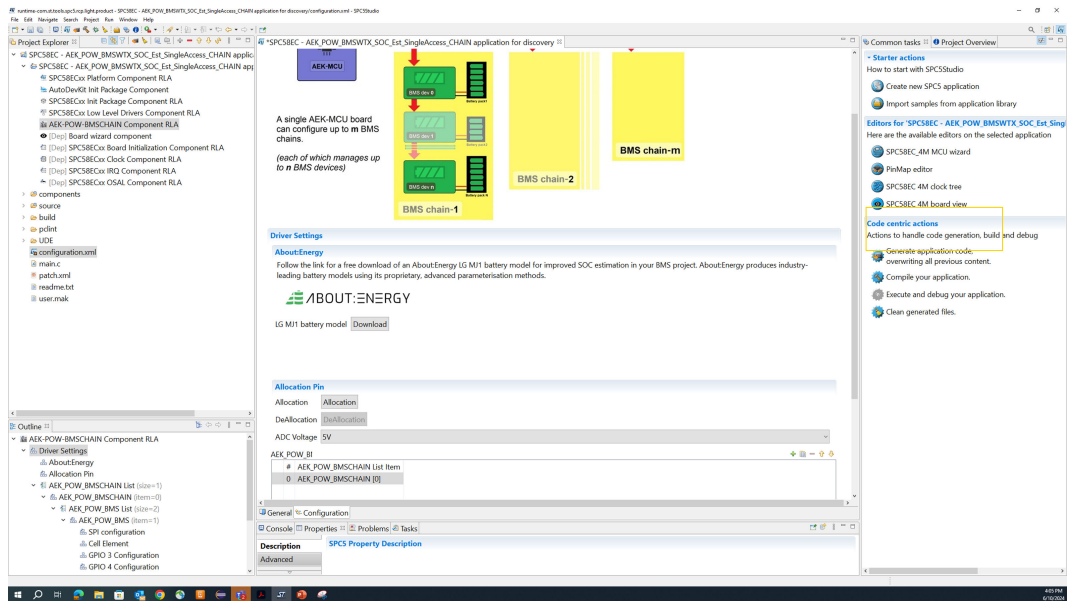 runtime-com.st.tools.spc5.rcp.light.product - SPC58EC - AEK_POW_BMSWTX_SOC_Est_SingleAccess_CHAIN application for discovery/configuration.xml - SPC5Studio
File Edit Navigate Search Project Run Window Help
Project Explorer
SPC58EC - AEK_POW_BMSWTX_SOC_Est_SingleAccess_CHAIN applic
SPC58EC - AEK_POW_BMSWTX_SOC_Est_SingleAccess_CHAIN app
SPC58ECxx Platform Component RLA
AutoDevKit Init Package Component
SPC58ECxx Init Package Component RLA
SPC58ECxx Low Level Drivers Component RLA
AEK-POW-BMSCHAIN Component RLA
[Dep] Board wizard component
[Dep] SPC58ECxx Board Initialization Component RLA
[Dep] SPC58ECxx Clock Component RLA
[Dep] SPC58ECxx IRQ Component RLA
[Dep] SPC58ECxx OSAL Component RLA
components
source
build
pclint
UDE
configuration.xml
main.c
patch.xml
readme.txt
user.mak
Outline
AEK-POW-BMSCHAIN Component RLA
Driver Settings
About:Energy
Allocation Pin
AEK_POW_BMSCHAIN List (size=1)
AEK_POW_BMSCHAIN (item=0)
AEK_POW_BMS List (size=2)
AEK_POW_BMS (item=1)
SPI configuration
Cell Element
GPIO 3 Configuration
GPIO 4 Configuration
*SPC58EC - AEK_POW_BMSWTX_SOC_Est_SingleAccess_CHAIN application for discovery
AEK-MCU
BMS dev 0
Battery pack0
BMS dev 1
Battery pack1
BMS dev n
Battery pack N
A single AEK-MCU board
can configure up to m BMS
chains.
(each of which manages up
to n BMS devices)
BMS chain-1
BMS chain-2
BMS chain-m
Driver Settings
About:Energy
Follow the link for a free download of an About:Energy LG MJ1 battery model for improved SOC estimation in your BMS project. About:Energy produces industry-
leading battery models using its proprietary, advanced parameterisation methods.
ABOUT:ENERGY
LG MJ1 battery model Download
Allocation Pin
Allocation Allocation
DeAllocation DeAllocation
ADC Voltage 5V
AEK_POW_BI
# AEK_POW_BMSCHAIN List Item
0 AEK_POW_BMSCHAIN [0]
General Configuration
Console Properties Problems Tasks
Description
Advanced
SPC5 Property Description
Common tasks Project Overview
Starter actions
How to start with SPC5Studio
Create new SPC5 application
Import samples from application library
Editors for 'SPC58EC - AEK_POW_BMSWTX_SOC_Est_Sing
Here are the available editors on the selected application
SPC58EC_4M MCU wizard
PinMap editor
SPC58EC 4M clock tree
SPC58EC 4M board view
Code centric actions
Actions to handle code generation, build and debug
Generate application code,
overwriting all previous content.
Compile your application.
Execute and debug your application.
Clean generated files.
4:05 PM
6/10/2024